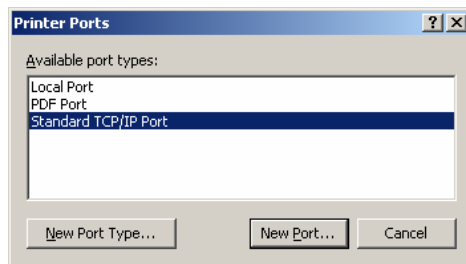 Printer Ports
Available port types:
Local Port
PDF Port
Standard TCP/IP Port
New Port Type...
New Port...
Cancel